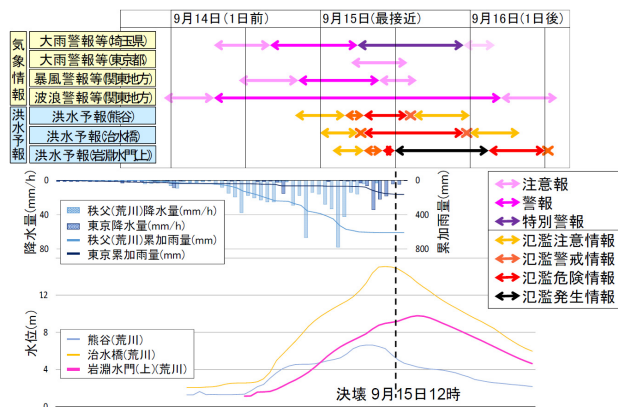 9月14日(1日前) 9月15日(最接近) 9月16日(1日後)
気象情報
大雨警報等(埼玉県)
大雨警報等(東京都)
暴風警報等(関東地方)
波浪警報等(関東地方)
洪水予報
洪水予報(熊谷)
洪水予報(治水橋)
洪水予報(岩淵水門上)
降水量(mm/h)
0
40
80
秩父(荒川)降水量(mm/h)
東京降水量(mm/h)
秩父(荒川)累加雨量(mm)
東京累加雨量(mm)
0
400
800
累加雨量(mm)
注意報
警報
特別警報
氾濫注意情報
氾濫警戒情報
氾濫危険情報
氾濫発生情報
水位(m)
12
8
4
0
熊谷(荒川)
治水橋(荒川)
岩淵水門(上)(荒川)
決壊 9月15日12時